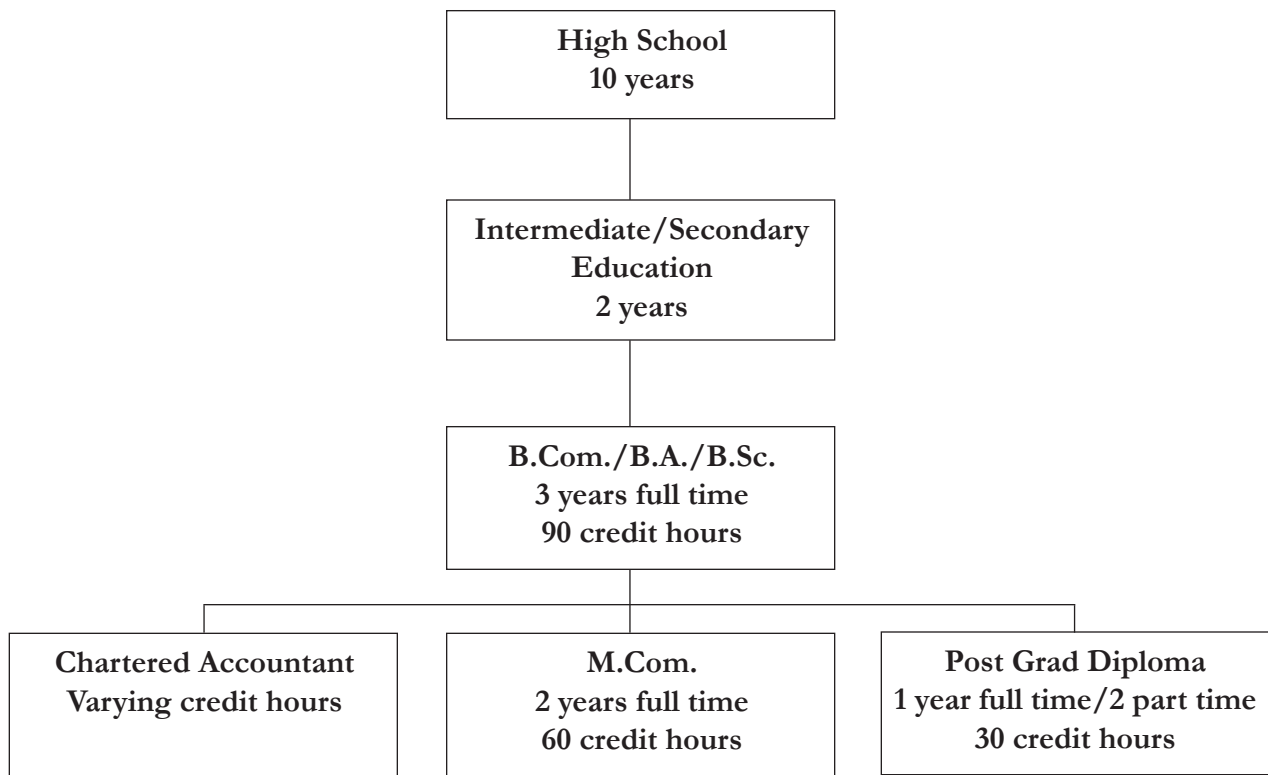 High School
10 years
Intermediate/Secondary
Education
2 years
B.Com./B.A./B.Sc.
3 years full time
90 credit hours
Chartered Accountant
Varying credit hours
M.Com.
2 years full time
60 credit hours
Post Grad Diploma
1 year full time/2 part time
30 credit hours